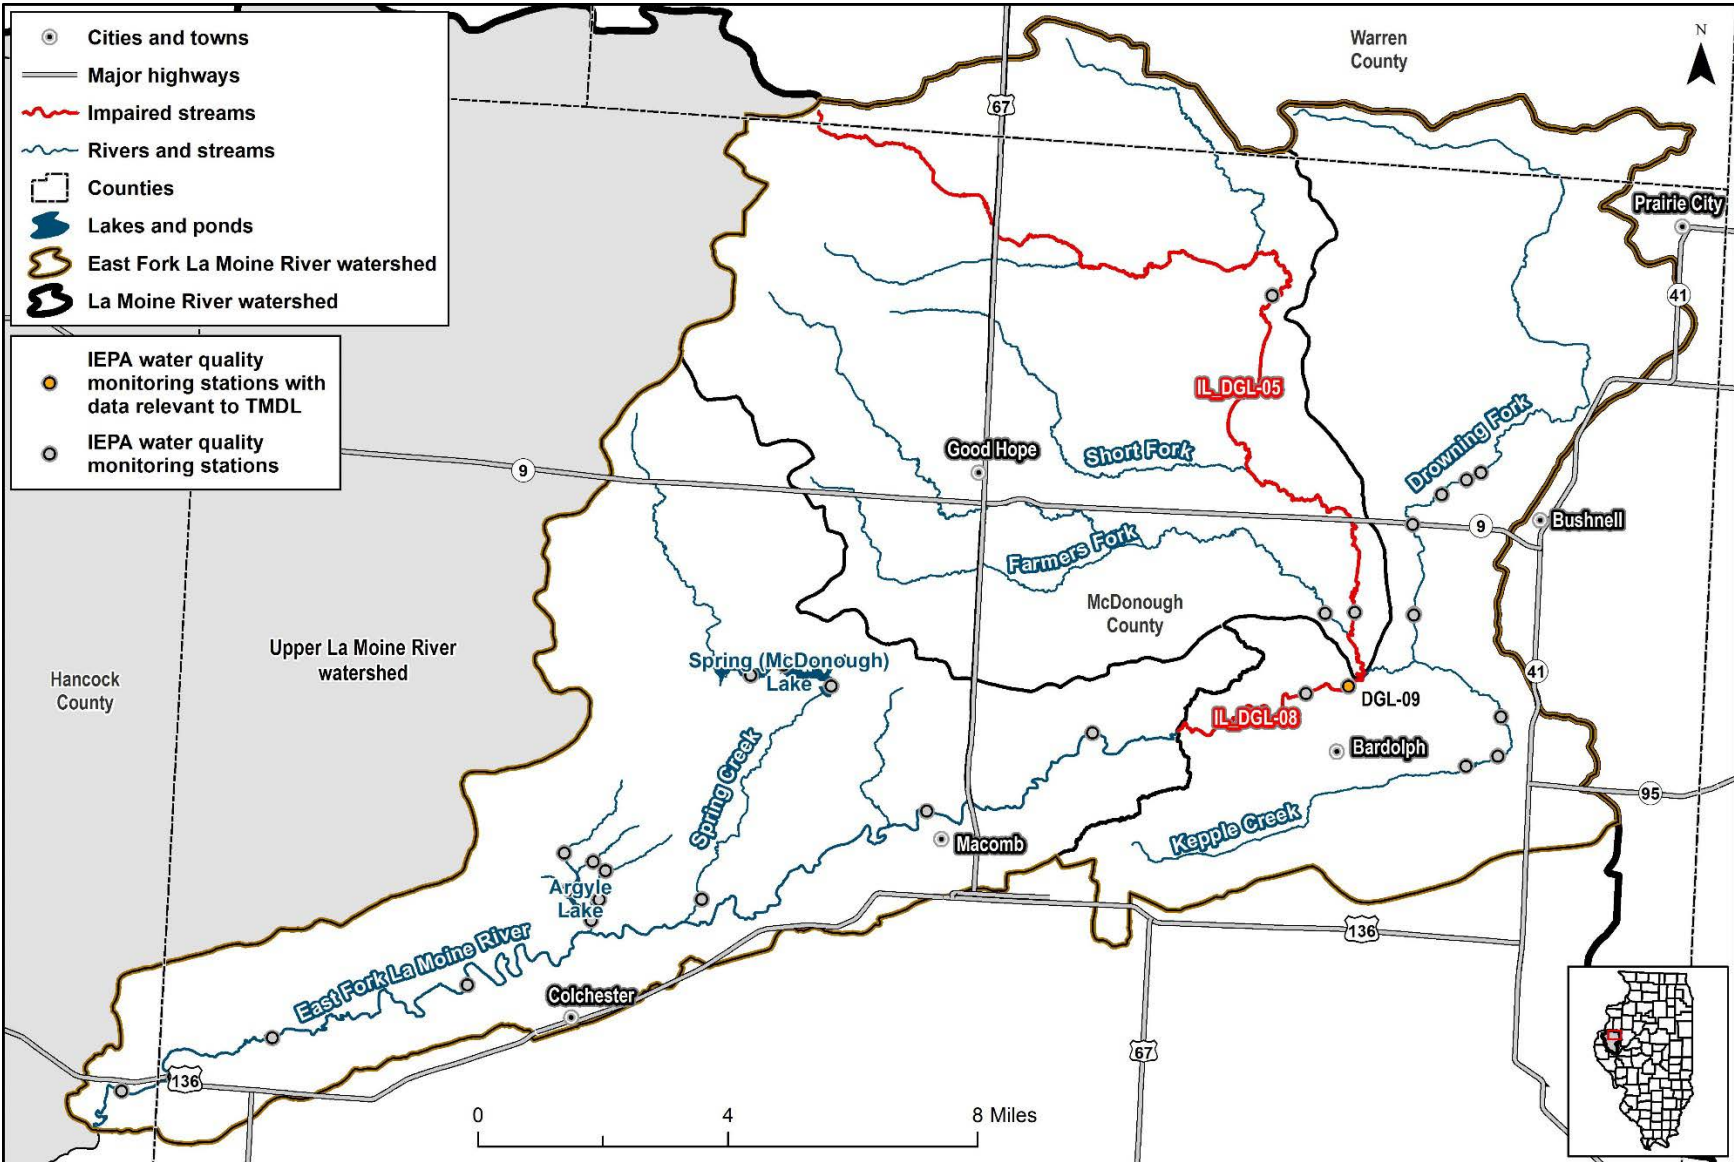 Cities and towns
Major highways
Impaired streams
Rivers and streams
Counties
Lakes and ponds
East Fork La Moine River watershed
La Moine River watershed
IEPA water quality
monitoring stations with
data relevant to TMDL
IEPA water quality
monitoring stations
Warren
County
N
67
Prairie City
41
IL_DGL-05
Good Hope
Short Fork
Drowning Fork
9
9
Bushnell
Farmers Fork
McDonough
County
Upper La Moine River
watershed
Hancock
County
Spring (McDonough)
Lake
41
DGL-09
IL_DGL-08
Bardolph
Spring Creek
95
Kepple Creek
Macomb
Argyle
Lake
136
East Fork La Moine River
Colchester
67
136
0 4 8 Miles